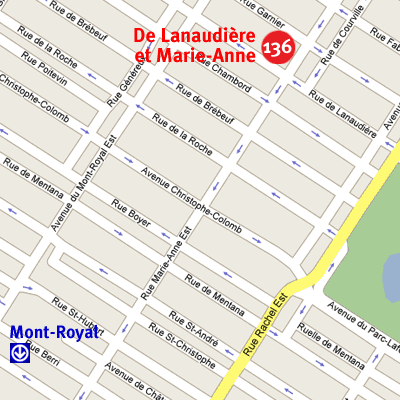 Rue Garnier
De Lanaudière
et Marie-Anne
136
Rue de Brébeuf
Rue de Courville
Rue Fab
Rue de la Roche
Rue Chambord
Rue Poitevin
Rue Généreux
Rue de Brébeuf
Rue de Lanaudière
Christophe-Colomb
Rue de la Roche
Avenue
Avenue du Mont-Royal Est
Avenue Christophe-Colomb
Rue de Mentana
Rue Boyer
Rue Marie-Anne Est
Rue de Mentana
Rue Rachel Est
Avenue du Parc-Lafo
Rue St-Hubert
Rue St-André
Ruelle de Mentana
Mont-Royal
Rue Berri
Rue St-Christophe
Avenue de Chât